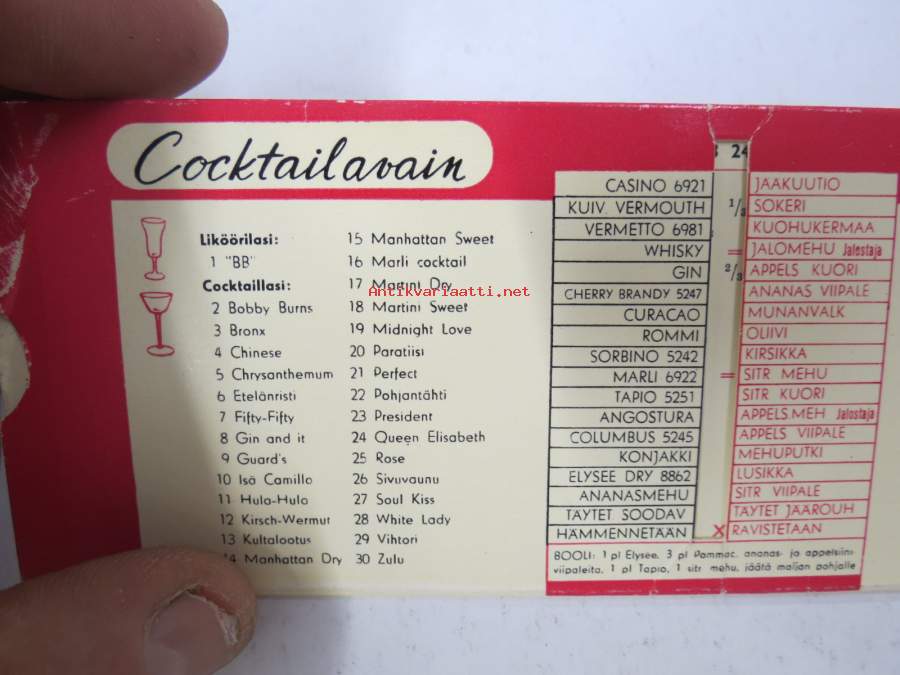 Cocktailavain
Liköörilasi:
1 "BB"
Cocktaillasi:
2 Bobby Burns
3 Bronx
4 Chinese
5 Chrysanthemum
6 Etelänristi
7 Fifty-Fifty
8 Gin and it
9 Guard's
10 Isä Camillo
11 Hula-Hula
12 Kirsch-Wermut
13 Kultalootus
14 Manhattan Dry
15 Manhattan Sweet
16 Marli cocktail
17 Martini Dry
18 Martini Sweet
19 Midnight Love
20 Paratiisi
21 Perfect
22 Pohjantähti
23 President
24 Queen Elisabeth
25 Rose
26 Sivuvaunu
27 Soul Kiss
28 White Lady
29 Vihtori
30 Zulu
Antikvariaatti.net
24
CASINO 6921
KUIV. VERMOUTH
VERMETTO 6981
WHISKY
GIN
CHERRY BRANDY 5247
CURACAO
ROMMI
SORBINO 5242
MARLI 6922
TAPIO 5251
ANGOSTURA
COLUMBUS 5245
KONJAKKI
ELYSEE DRY 8862
ANANASMEHU
TÄYTET SOODAV
HÄMMENNETÄÄN
1/3
=
2/3
=
X
JÄÄKUUTIO
SOKERI
KUOHUKERMAA
JALOMEHU Jalostaja
APPELS KUORI
ANANAS VIIPALE
MUNANVALK
OLIIVI
KIRSIKKA
SITR MEHU
SITR KUORI
APPELS.MEH Jalostaja
APPELS VIIPALE
MEHUPUTKI
LUSIKKA
SITR VIIPALE
TÄYTET JÄÄROUH
RAVISTETAAN
BOOLI: 1 pl Elysée, 3 pl Pommac, ananas- ja appelsiini
viipaleita, 1 pl Tapio, 1 sitr mehu, jäätä maljan pohjalle